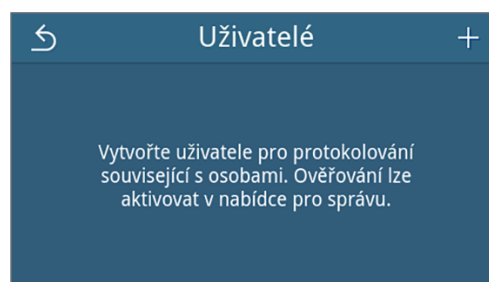 Uživatelé
Vytvořte uživatele pro protokolování
související s osobami. Ověřování lze
aktivovat v nabídce pro správu.